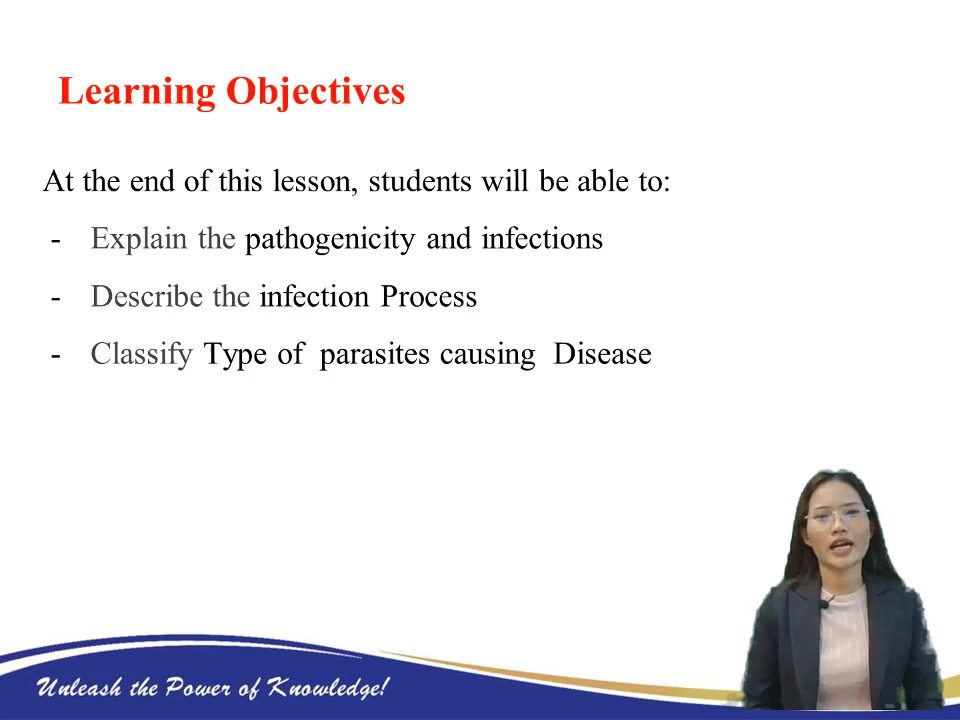 Learning Objectives
At the end of this lesson, students will be able to:
- Explain the pathogenicity and infections
- Describe the infection Process
- Classify Type of parasites causing Disease
Unleash the Power of Knowledge!